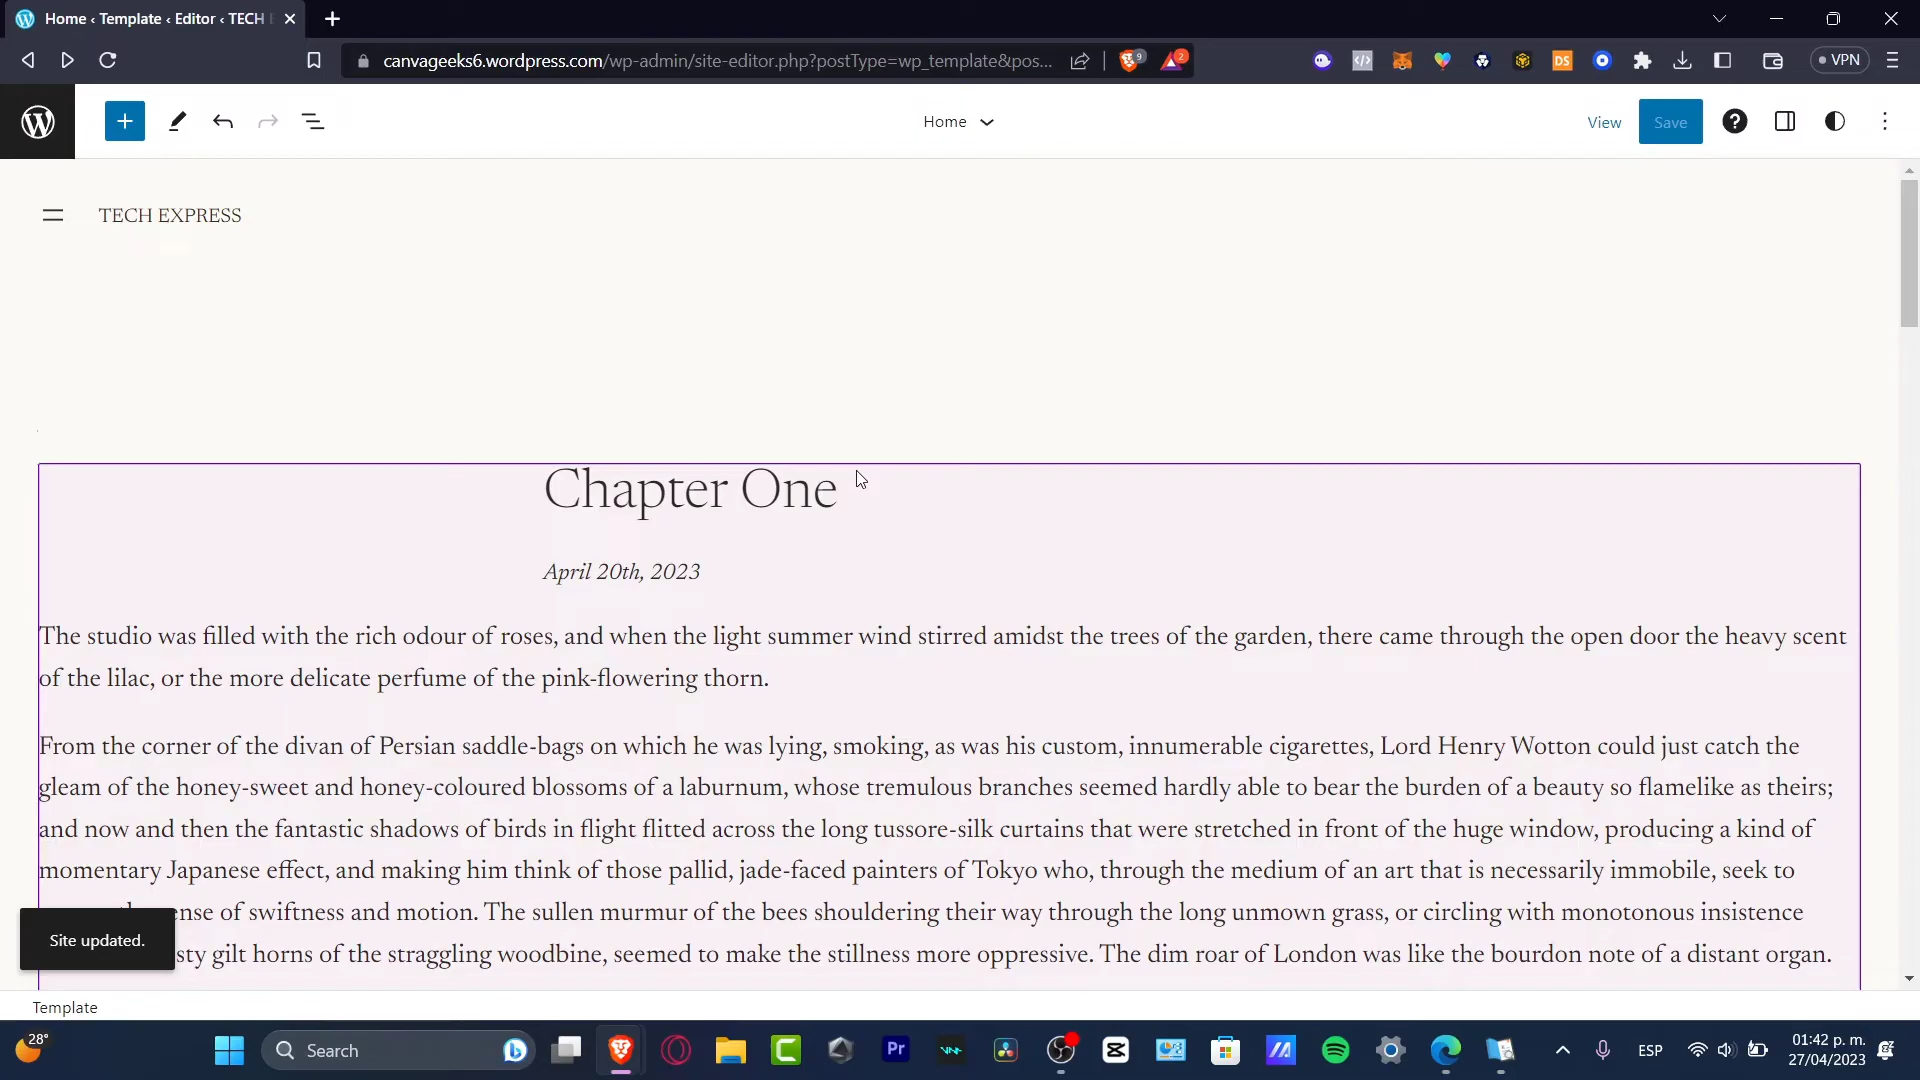 Home ‹ Template ‹ Editor ‹ TECH
canvageeks6.wordpress.com/wp-admin/site-editor.php?postType=wp_template&pos...
9
2
DS
VPN
Home
View
Save
TECH EXPRESS
Chapter One
April 20th, 2023
The studio was filled with the rich odour of roses, and when the light summer wind stirred amidst the trees of the garden, there came through the open door the heavy scent
of the lilac, or the more delicate perfume of the pink-flowering thorn.
From the corner of the divan of Persian saddle-bags on which he was lying, smoking, as was his custom, innumerable cigarettes, Lord Henry Wotton could just catch the
gleam of the honey-sweet and honey-coloured blossoms of a laburnum, whose tremulous branches seemed hardly able to bear the burden of a beauty so flamelike as theirs;
and now and then the fantastic shadows of birds in flight flitted across the long tussore-silk curtains that were stretched in front of the huge window, producing a kind of
momentary Japanese effect, and making him think of those pallid, jade-faced painters of Tokyo who, through the medium of an art that is necessarily immobile, seek to
ense of swiftness and motion. The sullen murmur of the bees shouldering their way through the long unmown grass, or circling with monotonous insistence
sty gilt horns of the straggling woodbine, seemed to make the stillness more oppressive. The dim roar of London was like the bourdon note of a distant organ.
Site updated.
Template
28°
Search
Pr
ESP
01:42 p. m.
27/04/2023